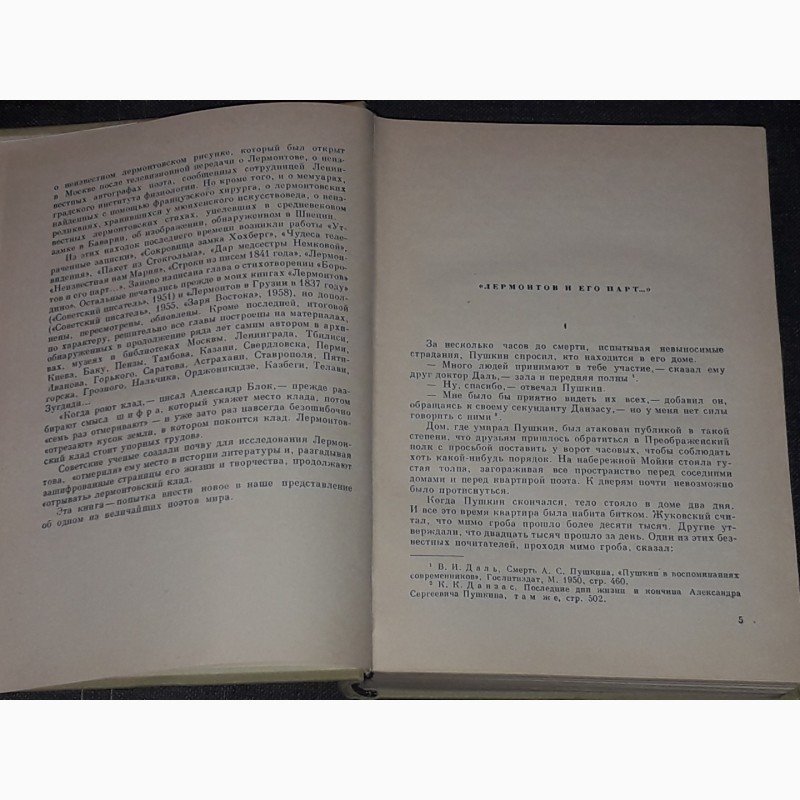 о неизвестном лермонтовском рисунке, который был открыт
в Москве после телевизионной передачи о Лермонтове, о неиз-
вестных автографах поэта, сообщенных сотрудницей Ленин-
градского института физиологии. Но кроме того, и о мемуарах,
найденных с помощью французского хирурга, о лермонтовских
реликвиях, хранившихся у мюнхенского искусствоведа, о неиз-
вестных лермонтовских стихах, уцелевших в средневековом
замке в Баварии, об изображении, обнаруженном в Швеции.
Из этих находок последнего времени возникли работы «Ут-
раченные записки», «Сокровища замка Хохберг», «Чудеса теле-
видения», «Пакет из Стокгольма», «Дар медсестры Немковой»,
«Неизвестная нам Мария», «Строки из писем 1841 года», «Лермон-
тов и его парт...». Заново написана глава о стихотворении «Боро-
дино». Остальные печатались прежде в моих книгах «Лермонтов
в Грузии в 1837 году»
(«Советский писатель», 1951) и «Лермонтов
(«Советский писатель», 1955, «Заря Востока», 1958), но допол-
нены, пересмотрены, обновлены. Кроме последней, итоговой
по характеру, решительно все главы построены на материалах,
обнаруженных в продолжение ряда лет самим автором в архи-
вах, музеях и библиотеках Москвы, Ленинграда, Тбилиси,
Киева, Баку, Пензы, Тамбова, Казани, Свердловска, Перми,
Иванова, Горького, Саратова, Астрахани, Ставрополя, Пяти-
горска, Грозного, Нальчика, Орджоникидзе, Казбеги, Телави,
Зугдиди...
«Когда роют клад,— писал Александр Блок,— прежде раз-
бирают смысл шифра, который укажет место клада, потом
«семь раз отмеривают» — и уже зато раз навсегда безошибочно
«отрезают» кусок земли, в котором покоится клад. Лермонтов-
ский клад стоит упорных трудов».
Советские ученые создали почву для исследования Лермон-
това, «отмерили» ему место в истории литературы и, разгадывая
зашифрованные страницы его жизни и творчества, продолжают
«отрывать» лермонтовский клад.
Эта книга— попытка внести новое в наше представление
об одном из величайших поэтов мира.
«ЛЕРМОНТОВ И ЕГО ПАРТ...»
1
За несколько часов до смерти, испытывая невыносимые
страдания, Пушкин спросил, кто находится в его доме.
— Много людей принимают в тебе участие,— сказал ему
друг доктор Даль,— зала и передняя полны ¹.
— Ну, спасибо,— отвечал Пушкин.
— Мне было бы приятно видеть их всех,— добавил он,
обращаясь к своему секунданту Данзасу,— но у меня нет силы
говорить с ними ².
Дом, где умирал Пушкин, был атакован публикой в такой
степени, что друзьям пришлось обратиться в Преображенский
полк с просьбой поставить у ворот часовых, чтобы соблюдать
хоть какой-нибудь порядок. На набережной Мойки стояла гу-
стая толпа, загораживая все пространство перед соседними
домами и перед квартирой поэта. К дверям почти невозможно
было протиснуться.
Когда Пушкин скончался, тело стояло в доме два дня.
И все это время квартира была набита битком. Жуковский счи-
тал, что мимо гроба прошло более десяти тысяч. Другие ут-
верждали, что двадцать тысяч прошло за день. Один из этих без-
вестных почитателей, проходя мимо гроба, сказал:
¹ В. И. Даль, Смерть А. С. Пушкина, «Пушкин в воспоминаниях
современников», Гослитиздат, М. 1950, стр. 460.
² К. К. Данзас, Последние дни жизни и кончина Александра
Сергеевича Пушкина, там же, стр. 502.
5